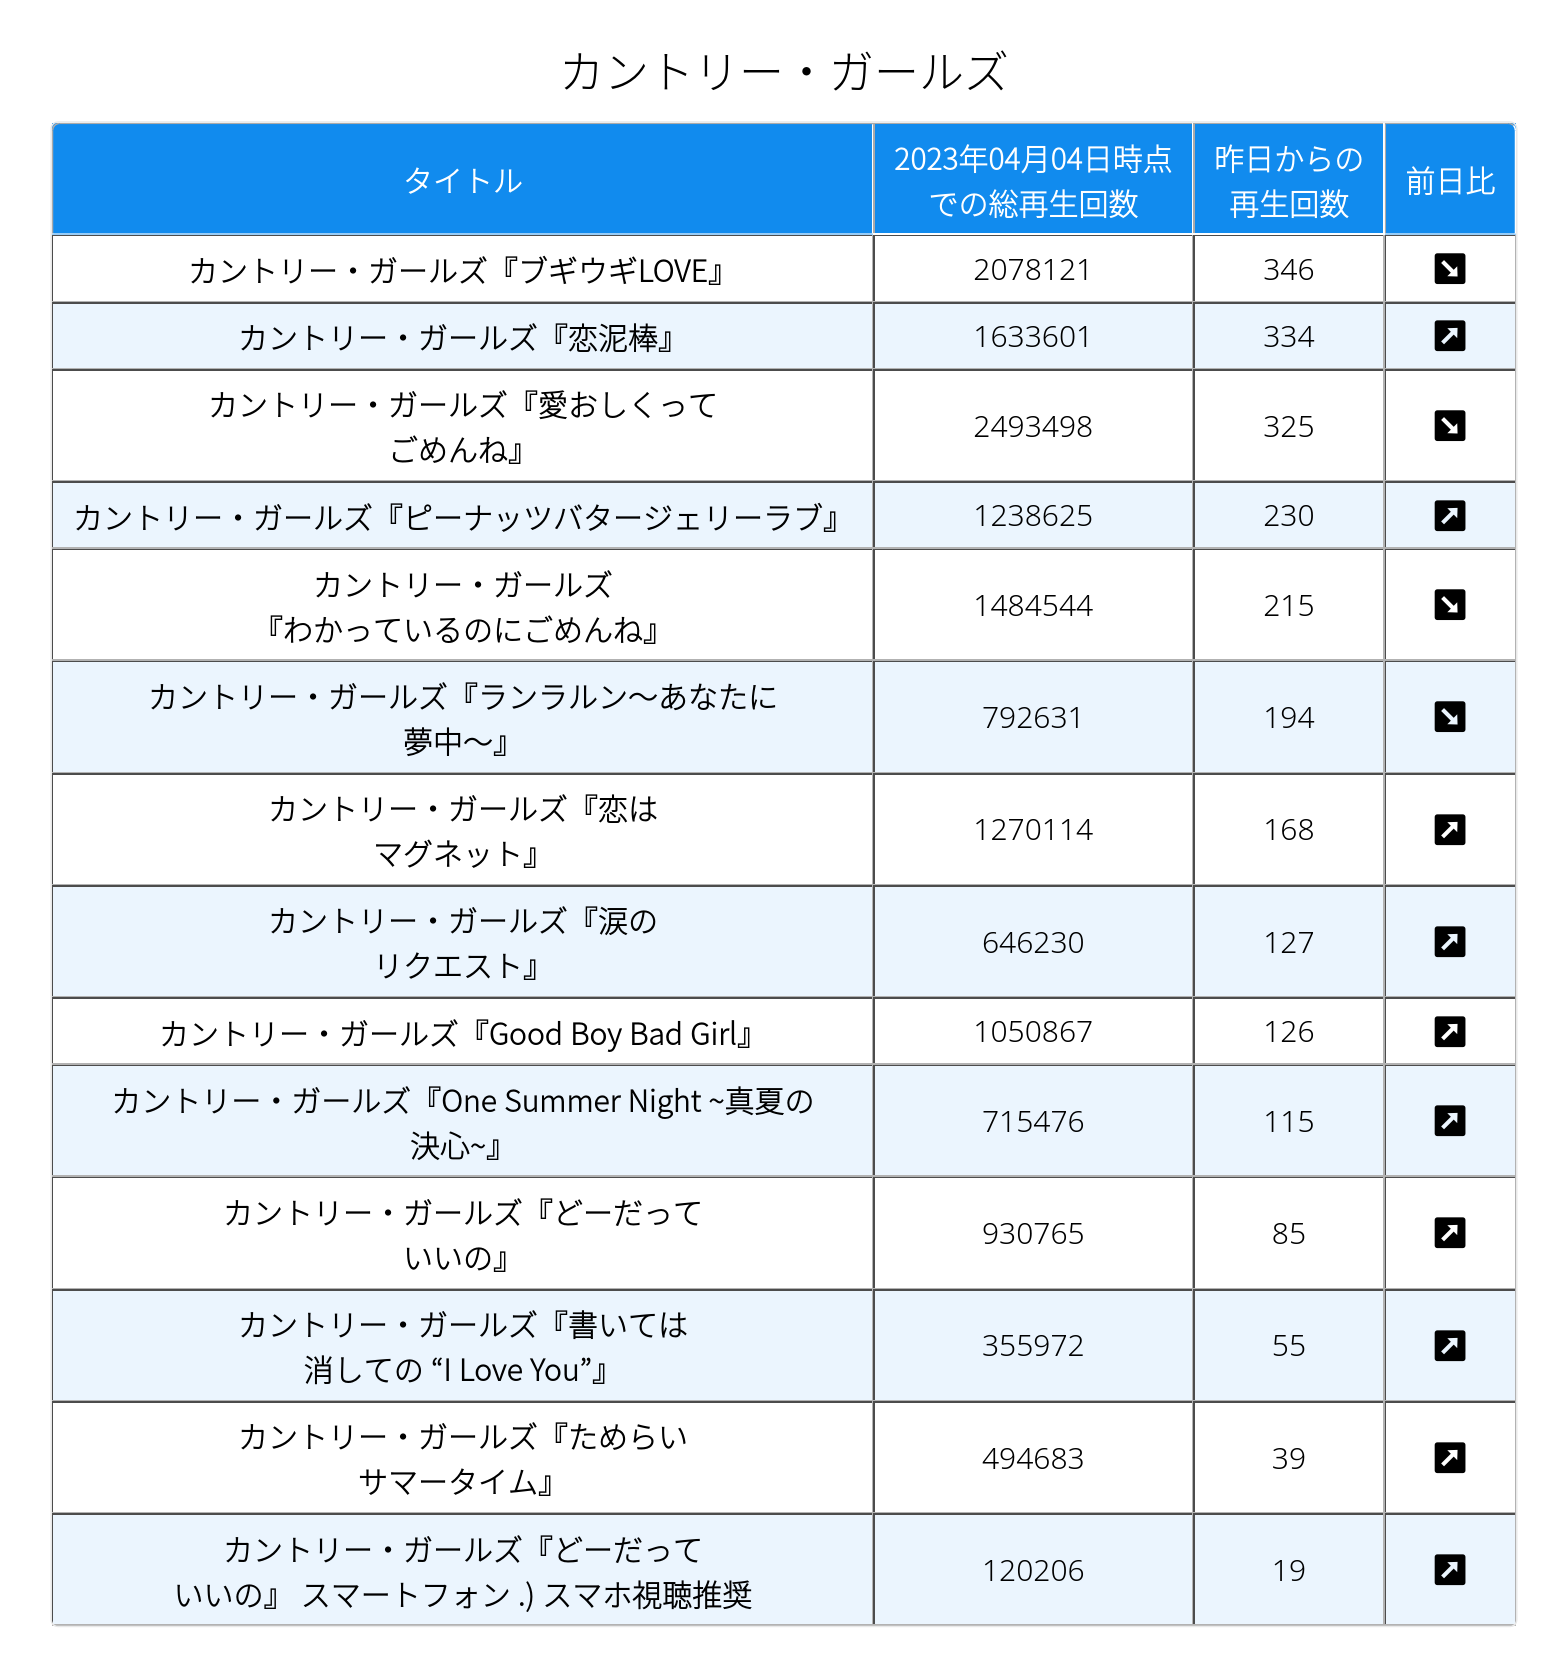 カントリー・ガールズ
タイトル
2023年04月04日時点
での総再生回数
昨日からの
再生回数
前日比
カントリー・ガールズ『ブギウギLOVE』
2078121
346
カントリー・ガールズ『恋泥棒』
1633601
334
カントリー・ガールズ『愛おしくって
ごめんね』
2493498
325
カントリー・ガールズ『ピーナッツバタージェリーラブ』
1238625
230
カントリー・ガールズ
『わかっているのにごめんね』
1484544
215
カントリー・ガールズ『ランラルン〜あなたに
夢中〜』
792631
194
カントリー・ガールズ『恋は
マグネット』
1270114
168
カントリー・ガールズ『涙の
リクエスト』
646230
127
カントリー・ガールズ『Good Boy Bad Girl』
1050867
126
カントリー・ガールズ『One Summer Night ~真夏の
決心~』
715476
115
カントリー・ガールズ『どーだって
いいの』
930765
85
カントリー・ガールズ『書いては
消しての “I Love You”』
355972
55
カントリー・ガールズ『ためらい
サマータイム』
494683
39
カントリー・ガールズ『どーだって
いいの』 スマートフォン .) スマホ視聴推奨
120206
19